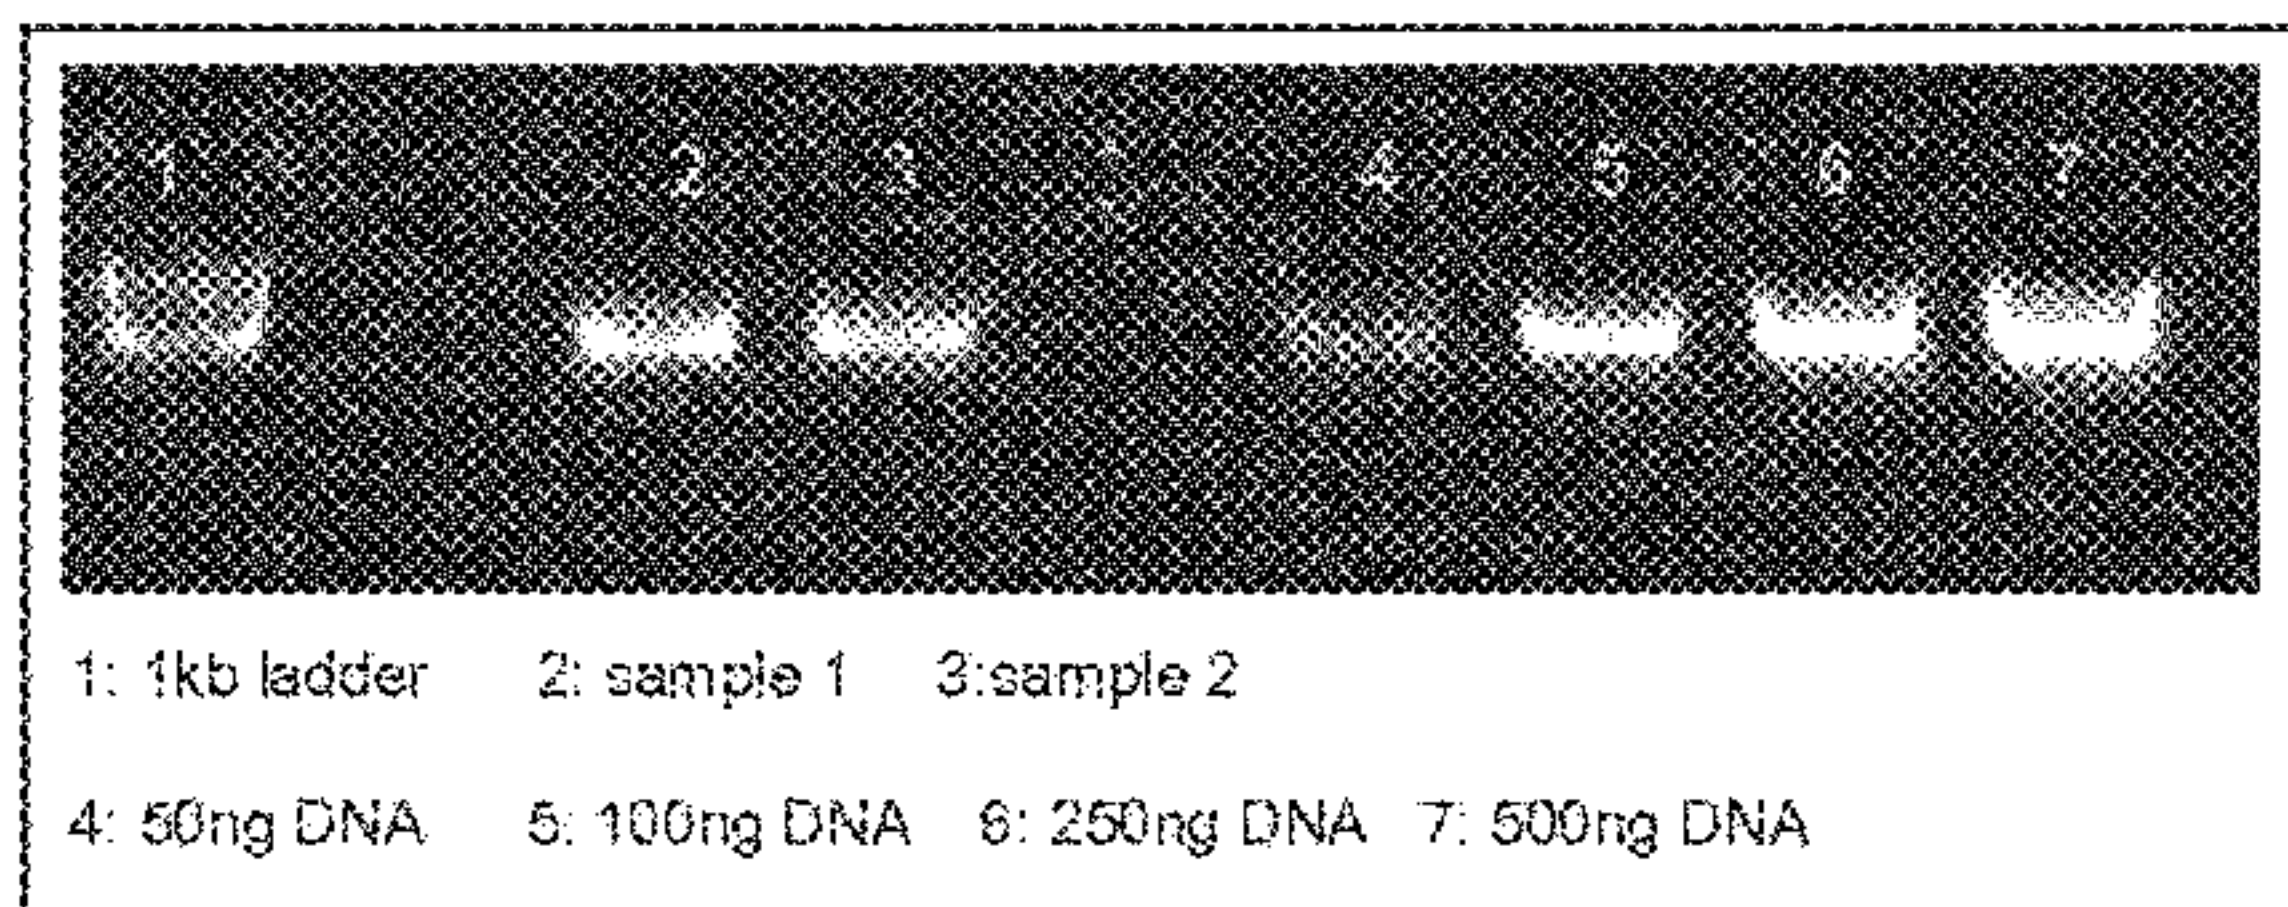 1 2 3 4 5 6 7
1: 1kb ladder 2: sample 1 3:sample 2
4: 50ng DNA 5: 100ng DNA 6: 250ng DNA 7: 500ng DNA